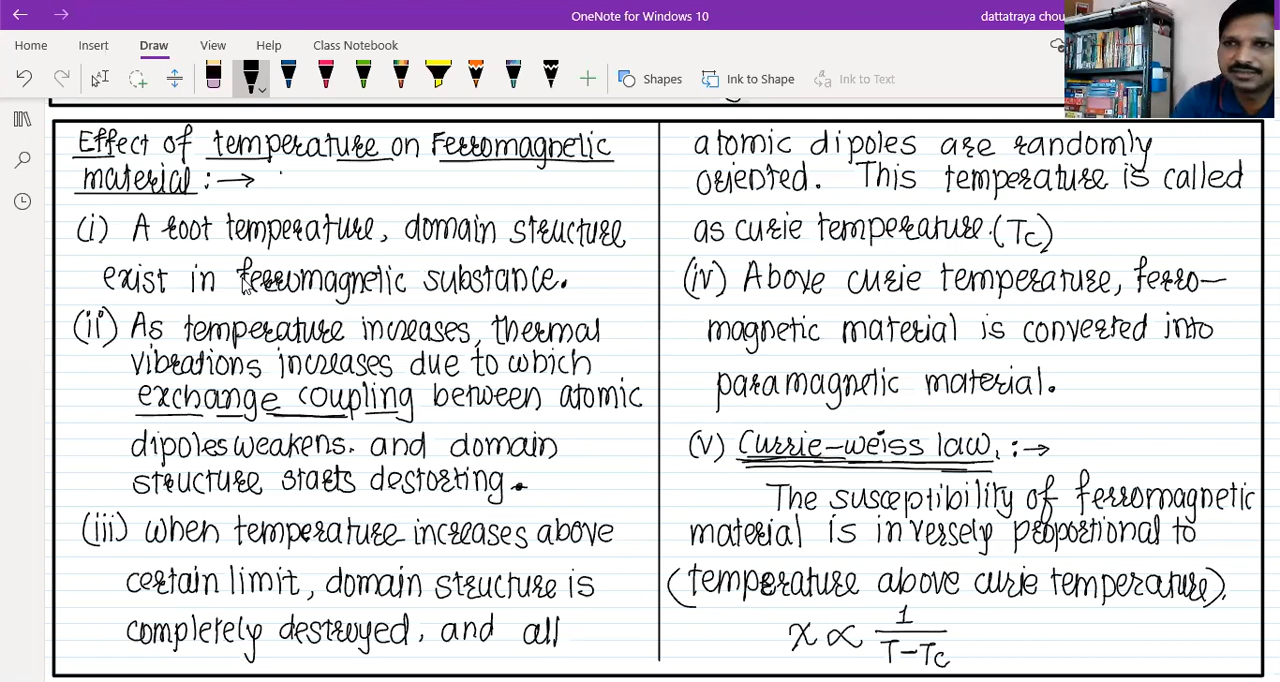 OneNote for Windows 10
dattatraya chou
Home Insert Draw View Help Class Notebook
Shapes Ink to Shape Ink to Text
Effect of temperature on Ferromagnetic
material :→
(i) A root temperature, domain structure
exist in ferromagnetic substance.
(ii) As temperature increases, thermal
vibrations increases due to which
exchange coupling between atomic
dipoles weakens. and domain
structure starts destorting.
(iii) when temperature increases above
certain limit, domain structure is
completely destroyed, and all
atomic dipoles are randomly
oriented. This temperature is called
as curie temperature. (Tc)
(iv) Above curie temperature, ferro-
magnetic material is converted into
paramagnetic material.
(v) Currie-weiss law. :→
The susceptibility of ferromagnetic
material is inversely proportional to
(temperature above curie temperature).
χ ∝ 1 / T-Tc